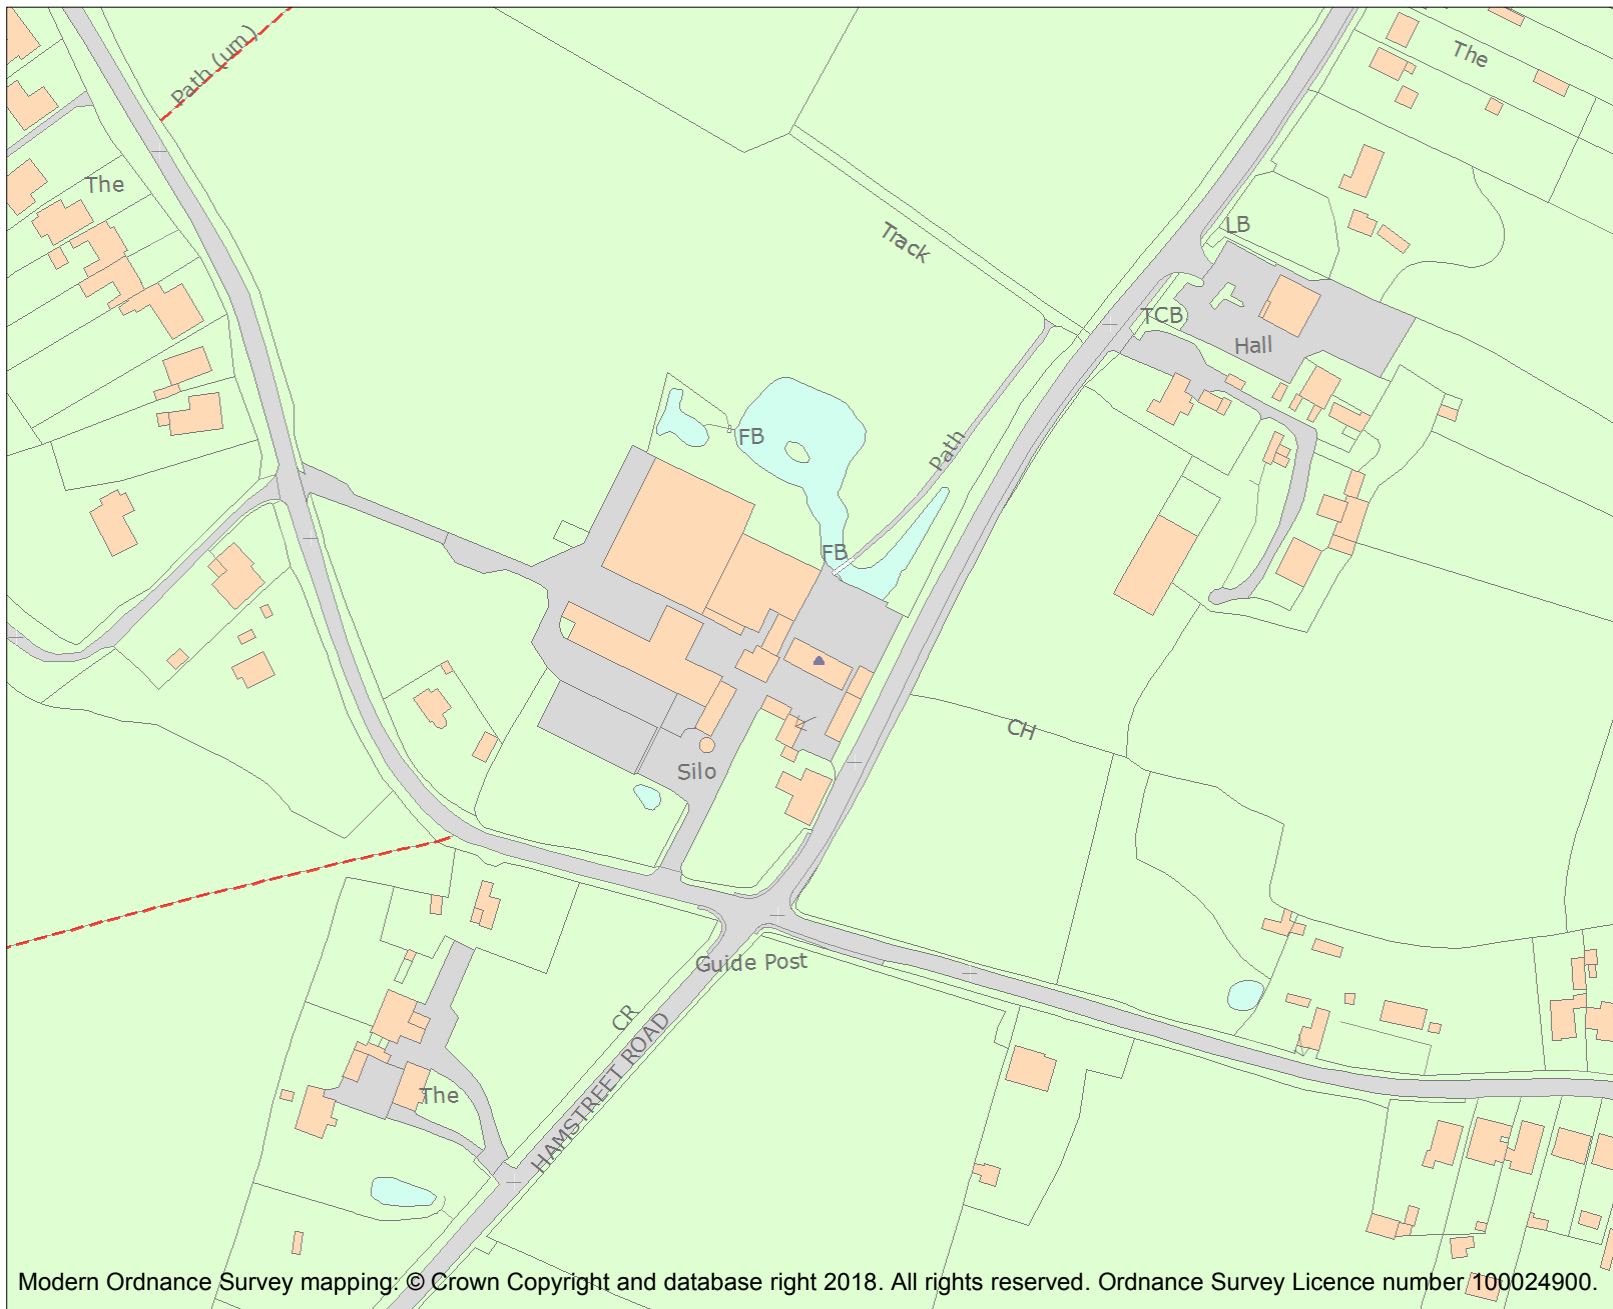 Path (um)
The
The
LB
Track
TCB
Hall
FB
Path
FB
CH
Silo
Guide Post
CR
HAMSTREET ROAD
The
Modern Ordnance Survey mapping: © Crown Copyright and database right 2018. All rights reserved. Ordnance Survey Licence number 100024900.